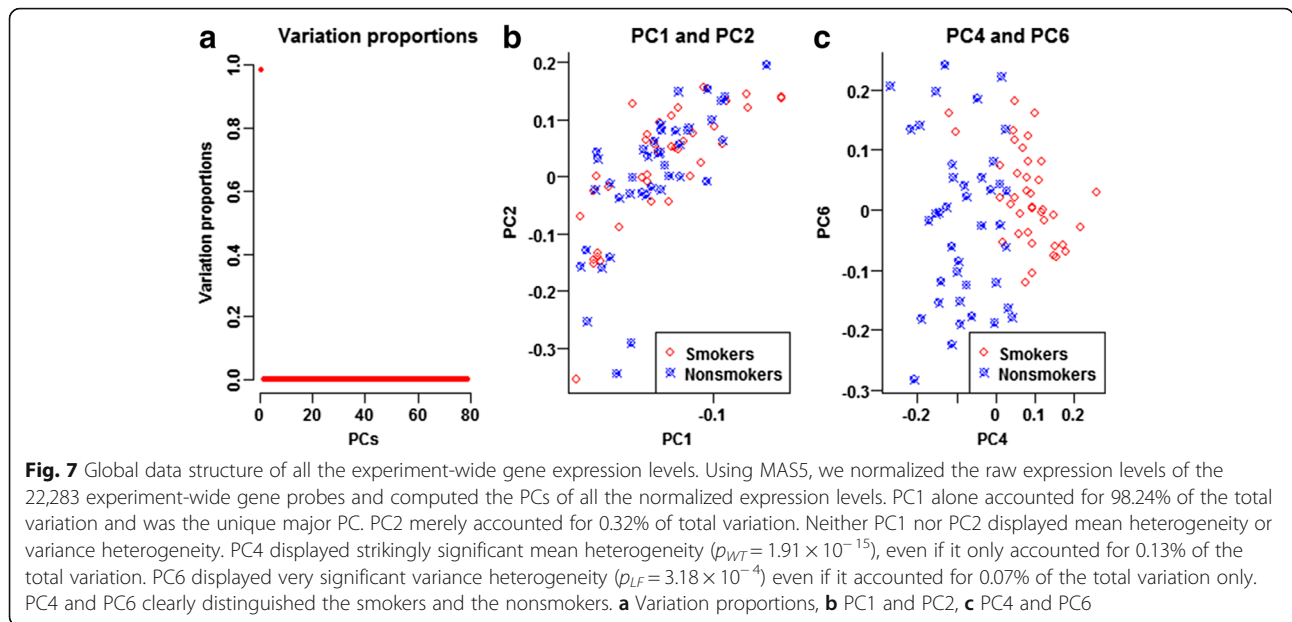 a Variation proportions
Variation proportions
1.0
0.8
0.6
0.4
0.2
0.0
0 20 40 60 80
PCs
b PC1 and PC2
PC2
0.2
0.1
0
-0.1
-0.2
-0.3
Smokers
Nonsmokers
-0.1
PC1
c PC4 and PC6
PC6
0.2
0.1
0
-0.1
-0.2
-0.3
Smokers
Nonsmokers
-0.2 0 0.1 0.2
PC4
Fig. 7 Global data structure of all the experiment-wide gene expression levels. Using MAS5, we normalized the raw expression levels of the
22,283 experiment-wide gene probes and computed the PCs of all the normalized expression levels. PC1 alone accounted for 98.24% of the total
variation and was the unique major PC. PC2 merely accounted for 0.32% of total variation. Neither PC1 nor PC2 displayed mean heterogeneity or
variance heterogeneity. PC4 displayed strikingly significant mean heterogeneity (pWT = 1.91 × 10⁻¹⁵), even if it only accounted for 0.13% of the
total variation. PC6 displayed very significant variance heterogeneity (pLF = 3.18 × 10⁻⁴) even if it accounted for 0.07% of the total variation only.
PC4 and PC6 clearly distinguished the smokers and the nonsmokers. a Variation proportions, b PC1 and PC2, c PC4 and PC6